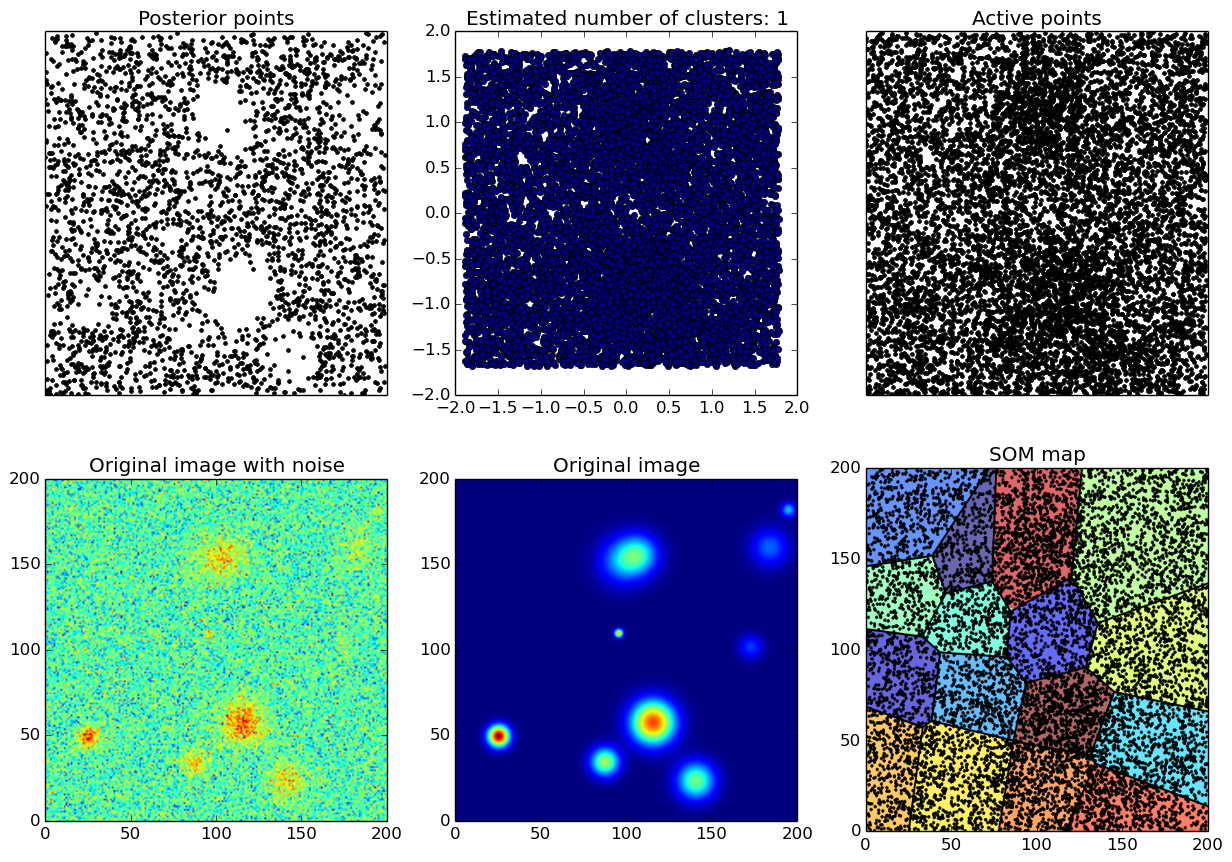 Posterior points
Estimated number of clusters: 1
Active points
2.0
1.5
1.0
0.5
0.0
−0.5
−1.0
−1.5
−2.0
−2.0 −1.5 −1.0 −0.5 0.0 0.5 1.0 1.5 2.0
Original image with noise
Original image
SOM map
200
150
100
50
0
0 50 100 150 200
200
150
100
50
0
0 50 100 150 200
200
150
100
50
0
0 50 100 150 200